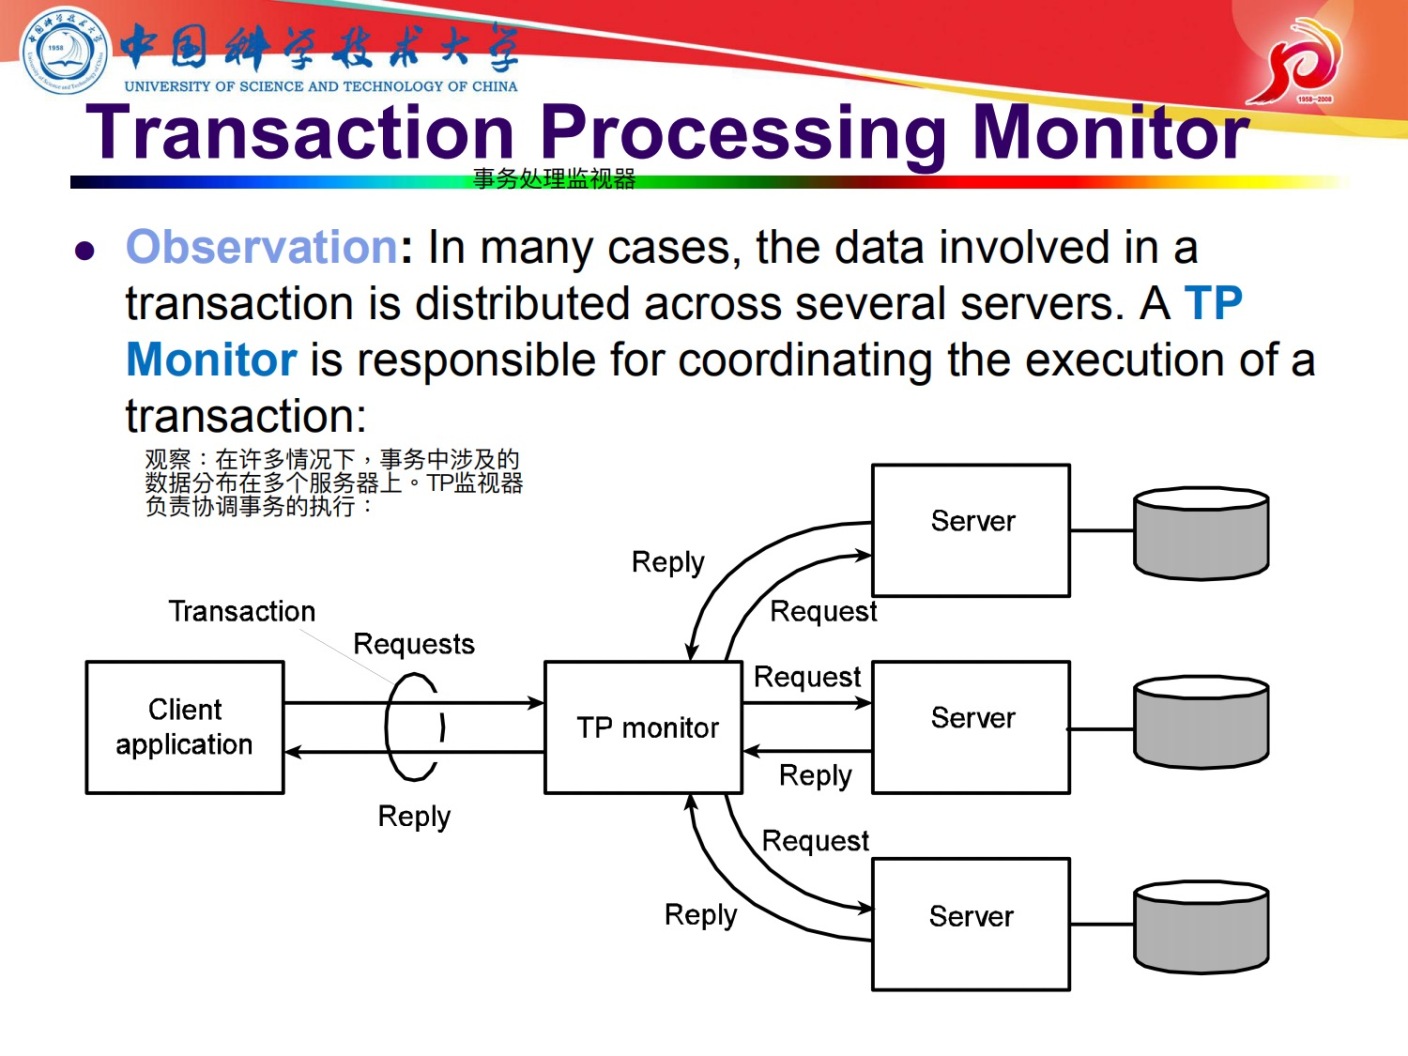 中国科学技术大学
UNIVERSITY OF SCIENCE AND TECHNOLOGY OF CHINA
1958
1958—2008
Transaction Processing Monitor
事务处理监视器
Observation: In many cases, the data involved in a
transaction is distributed across several servers. A TP
Monitor is responsible for coordinating the execution of a
transaction:
观察：在许多情况下，事务中涉及的
数据分布在多个服务器上。TP监视器
负责协调事务的执行：
Server
Reply
Request
Transaction
Requests
Request
Client
application
TP monitor
Server
Reply
Reply
Request
Reply
Server